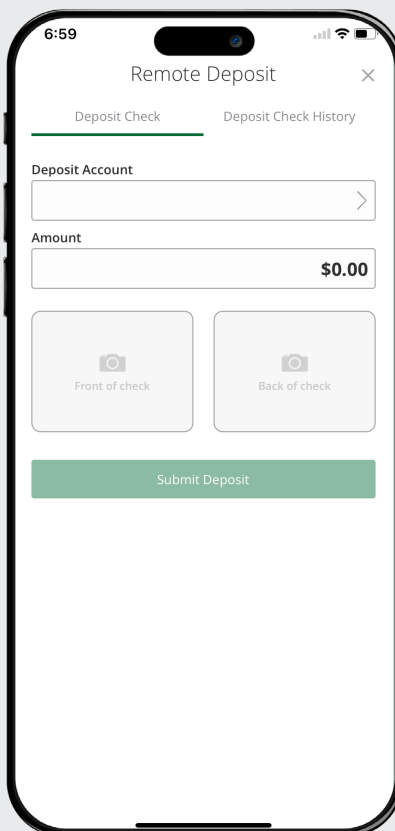 6:59
Remote Deposit
Deposit Check Deposit Check History
Deposit Account
Amount
$0.00
Front of check Back of check
Submit Deposit